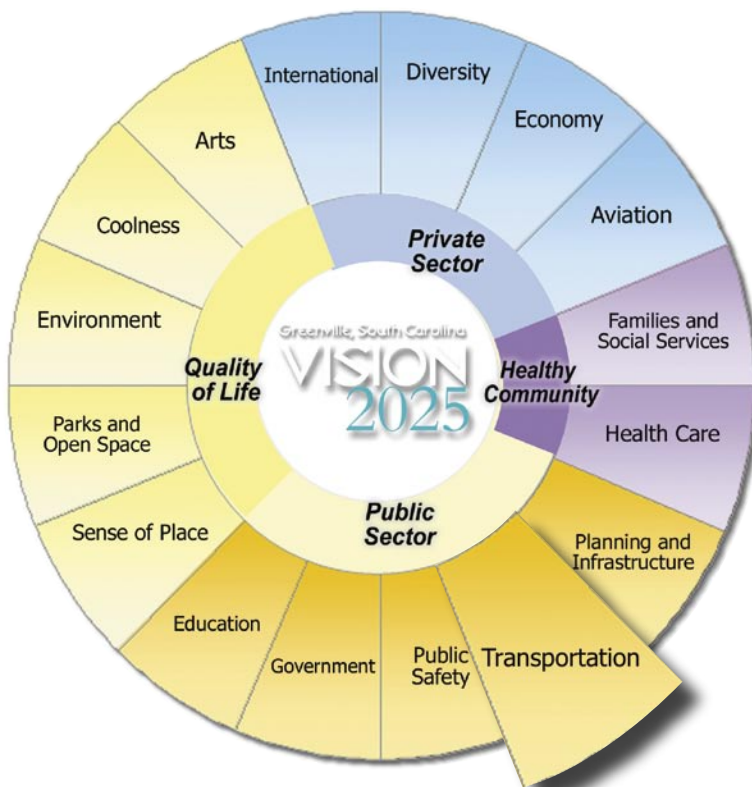 International
Diversity
Economy
Aviation
Families and
Social Services
Health Care
Planning and
Infrastructure
Transportation
Public
Safety
Government
Education
Sense of Place
Parks and
Open Space
Environment
Coolness
Arts
Private
Sector
Healthy
Community
Public
Sector
Quality
of Life
Greenville, South Carolina
VISION
2025